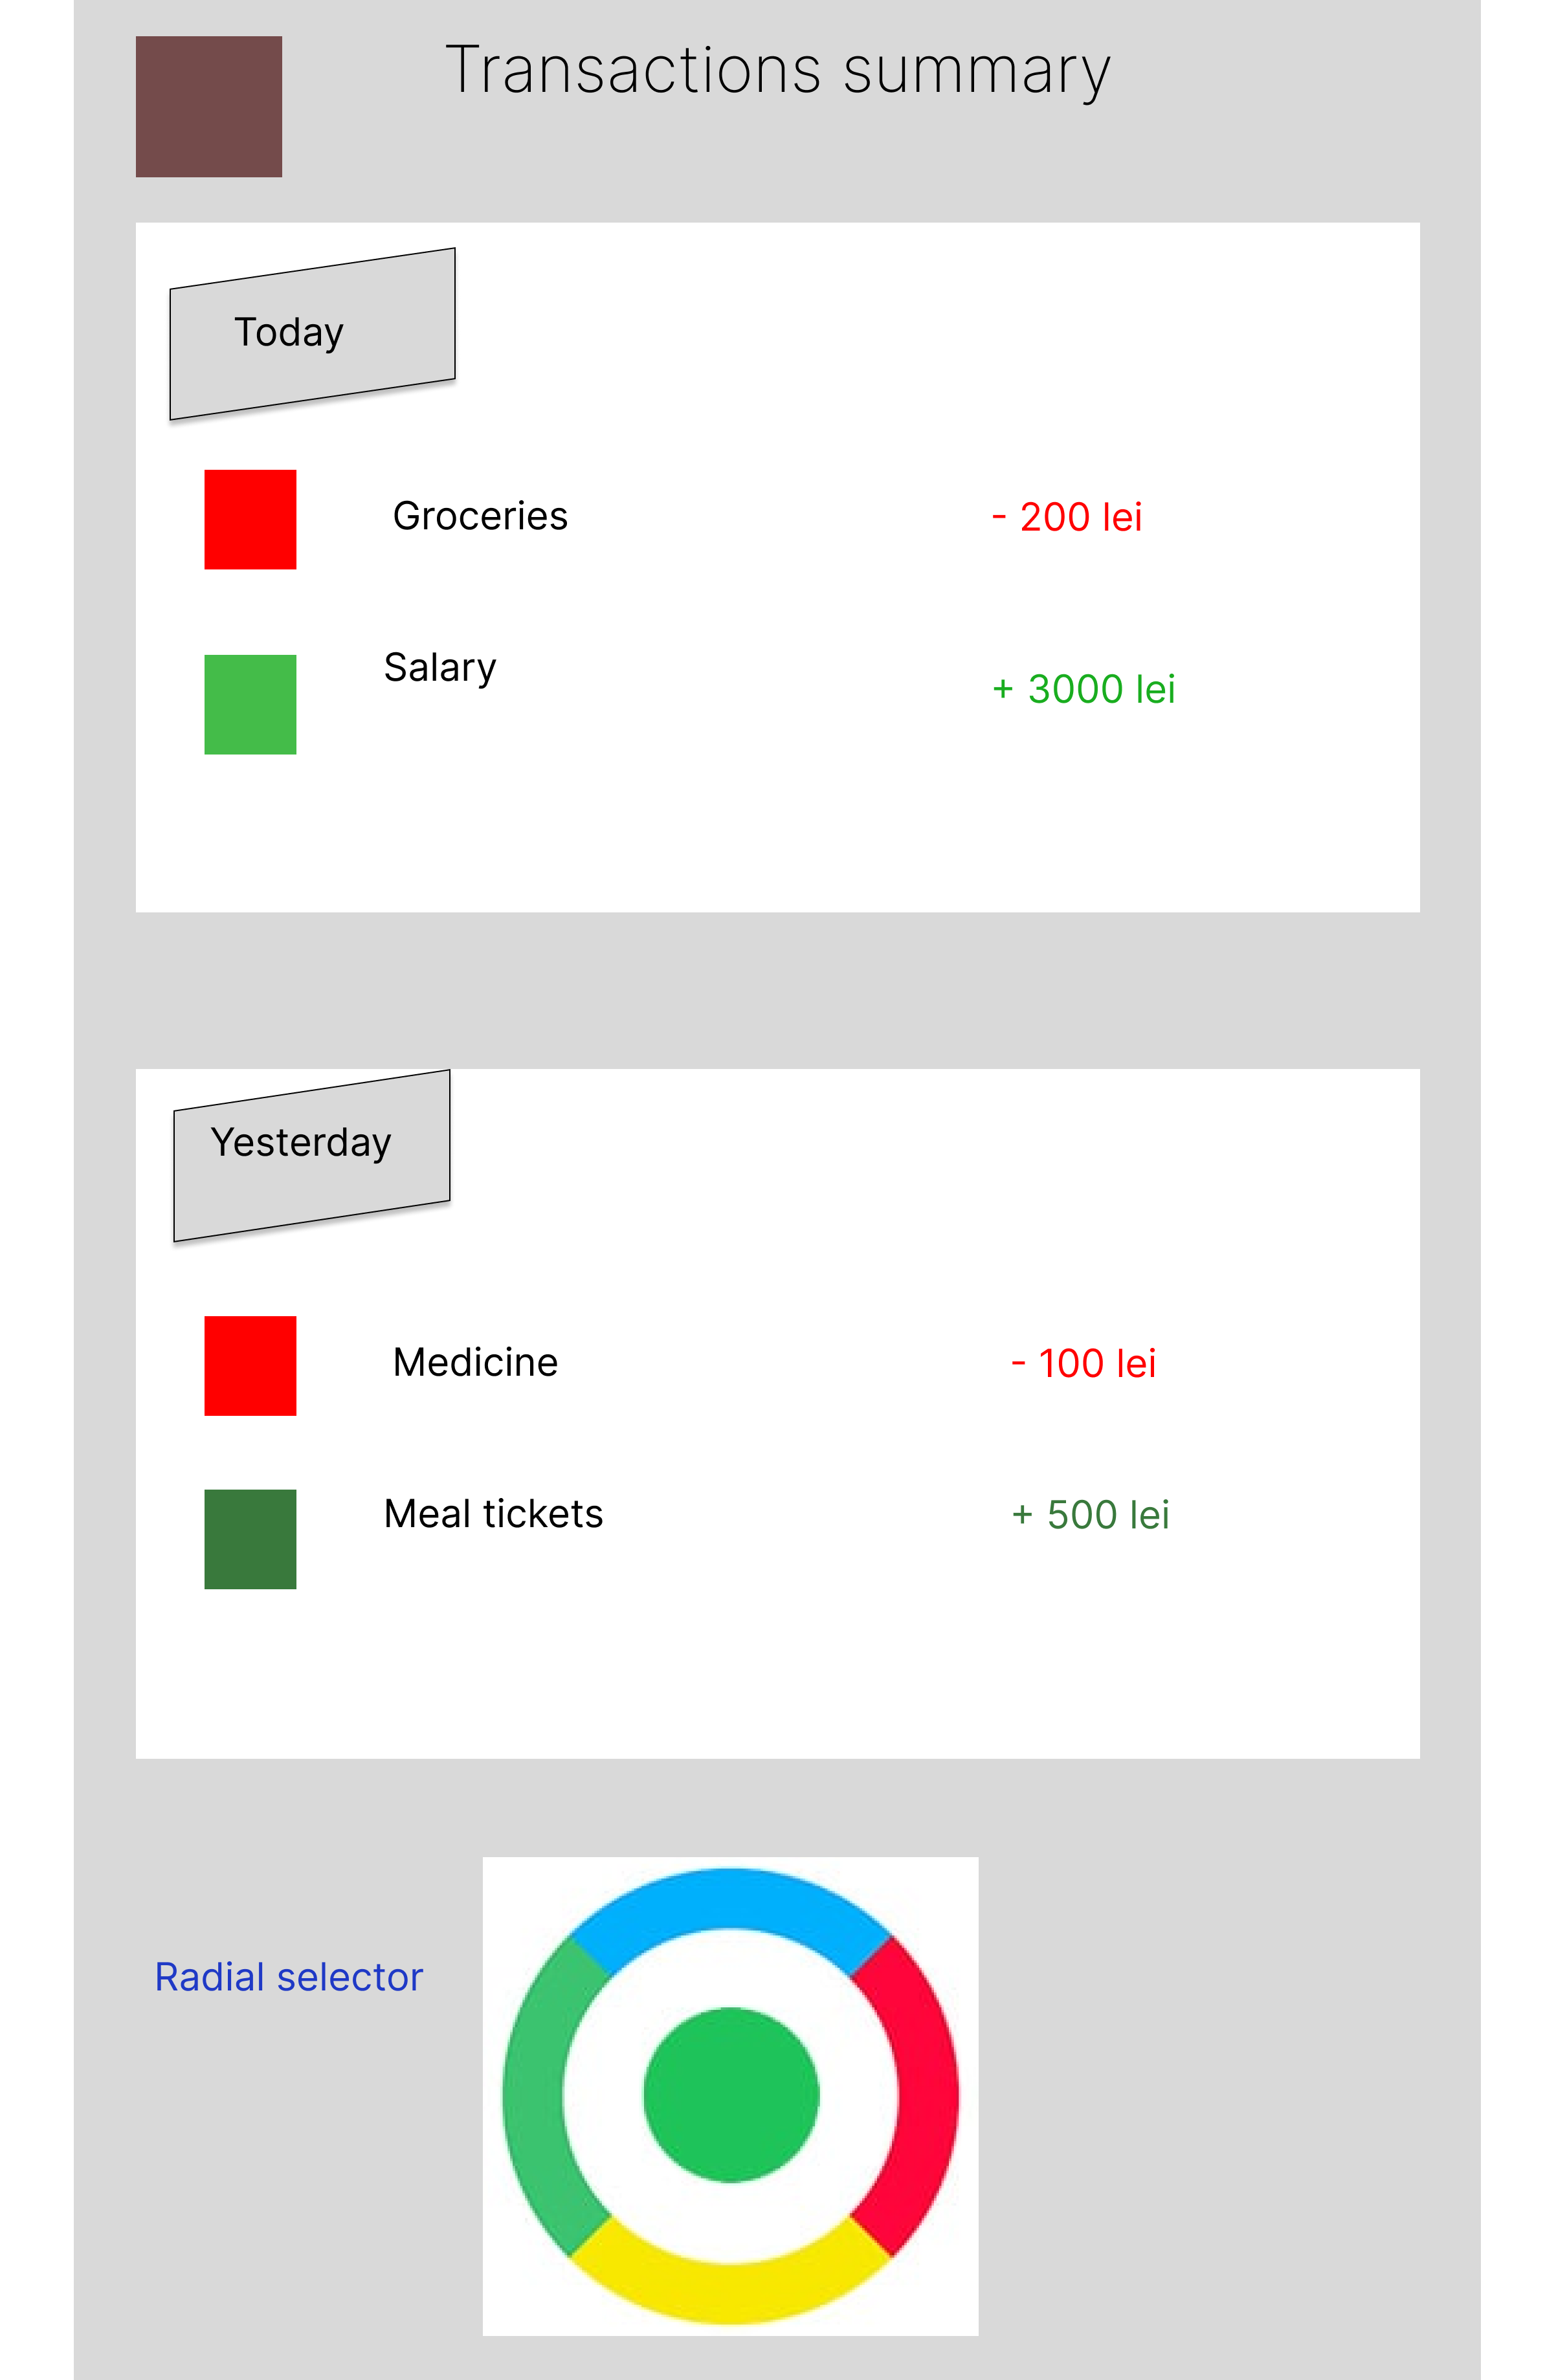 Transactions summary
Today
Groceries - 200 lei
Salary + 3000 lei
Yesterday
Medicine - 100 lei
Meal tickets + 500 lei
Radial selector